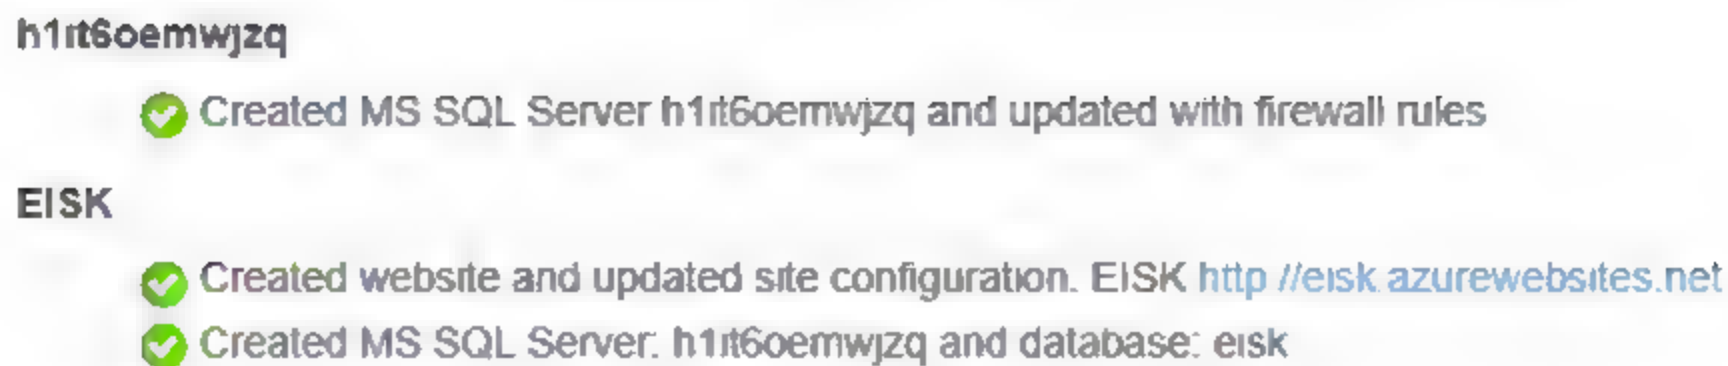 h1rt6oemwjzq
Created MS SQL Server h1rt6oemwjzq and updated with firewall rules
EISK
Created website and updated site configuration. EISK http://eisk.azurewebsites.net
Created MS SQL Server: h1rt6oemwjzq and database: eisk